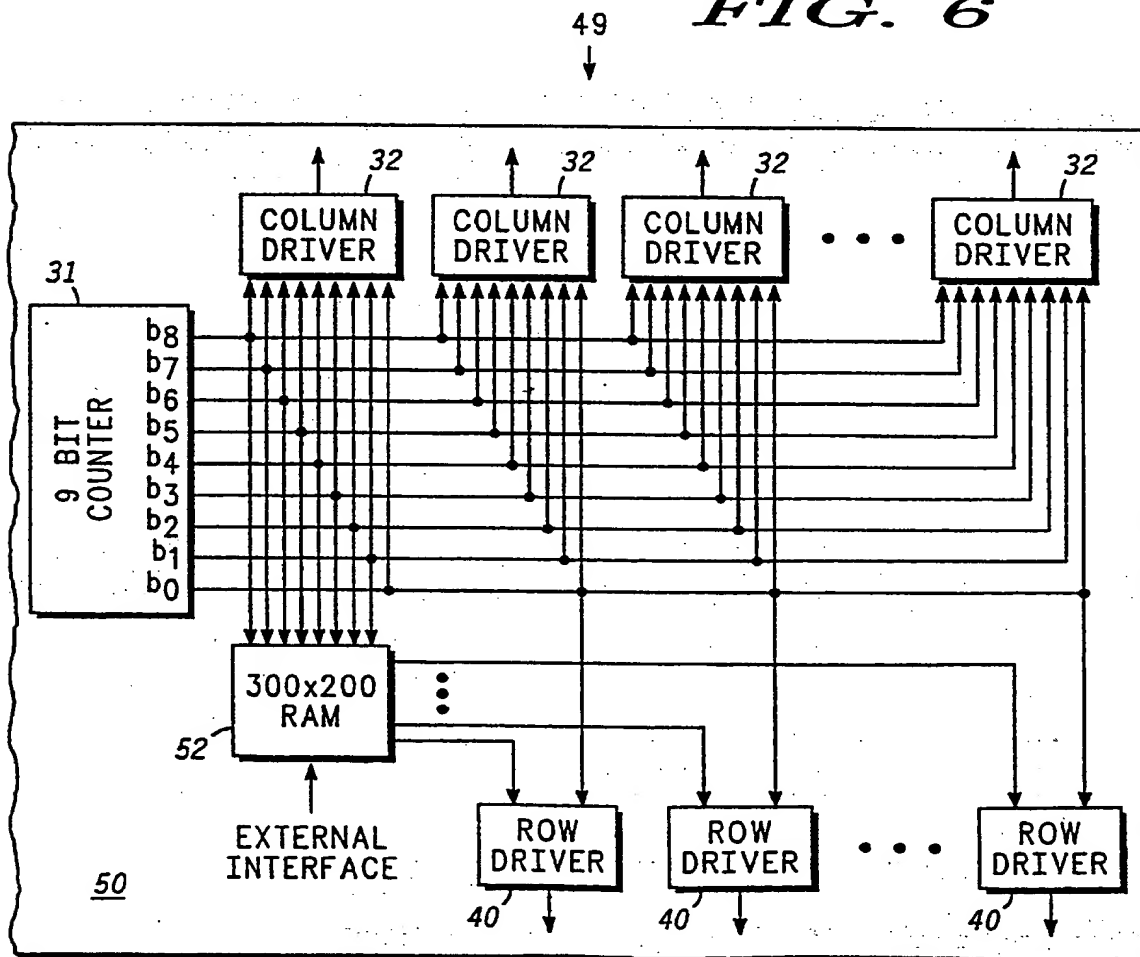 FIG. 6
49
32
32
32
32
COLUMN
DRIVER
COLUMN
DRIVER
COLUMN
DRIVER
COLUMN
DRIVER
31
9 BIT
COUNTER
b8
b7
b6
b5
b4
b3
b2
b1
b0
300x200
RAM
52
EXTERNAL
INTERFACE
ROW
DRIVER
ROW
DRIVER
ROW
DRIVER
40
40
40
50